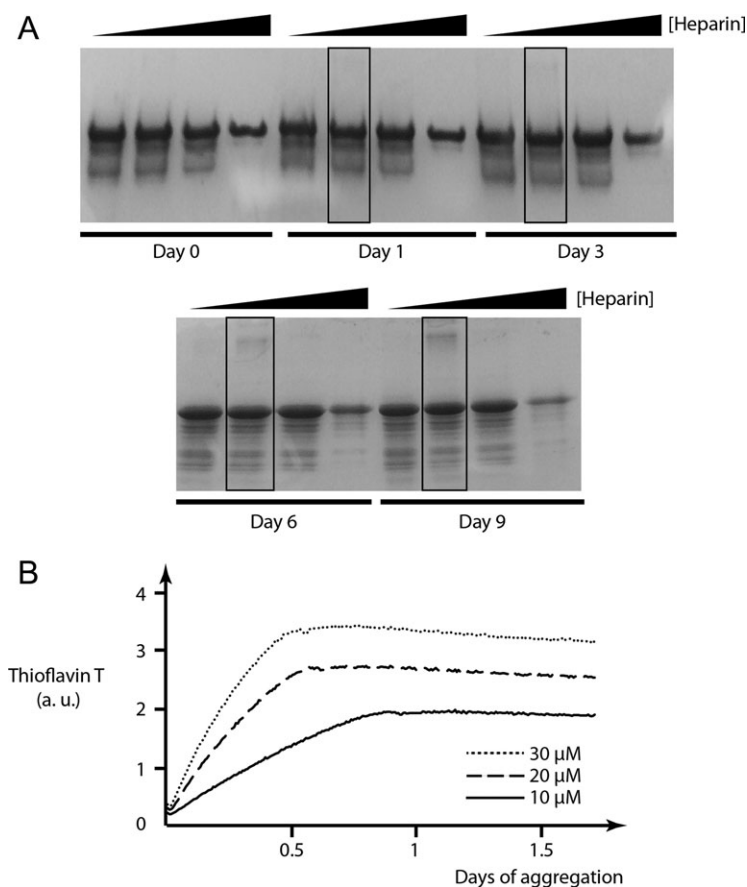 A
[Heparin]
Day 0 Day 1 Day 3
[Heparin]
Day 6 Day 9
B
4
3
2
1
0
Thioflavin T
(a. u.)
30 μM
20 μM
10 μM
0.5 1 1.5
Days of aggregation